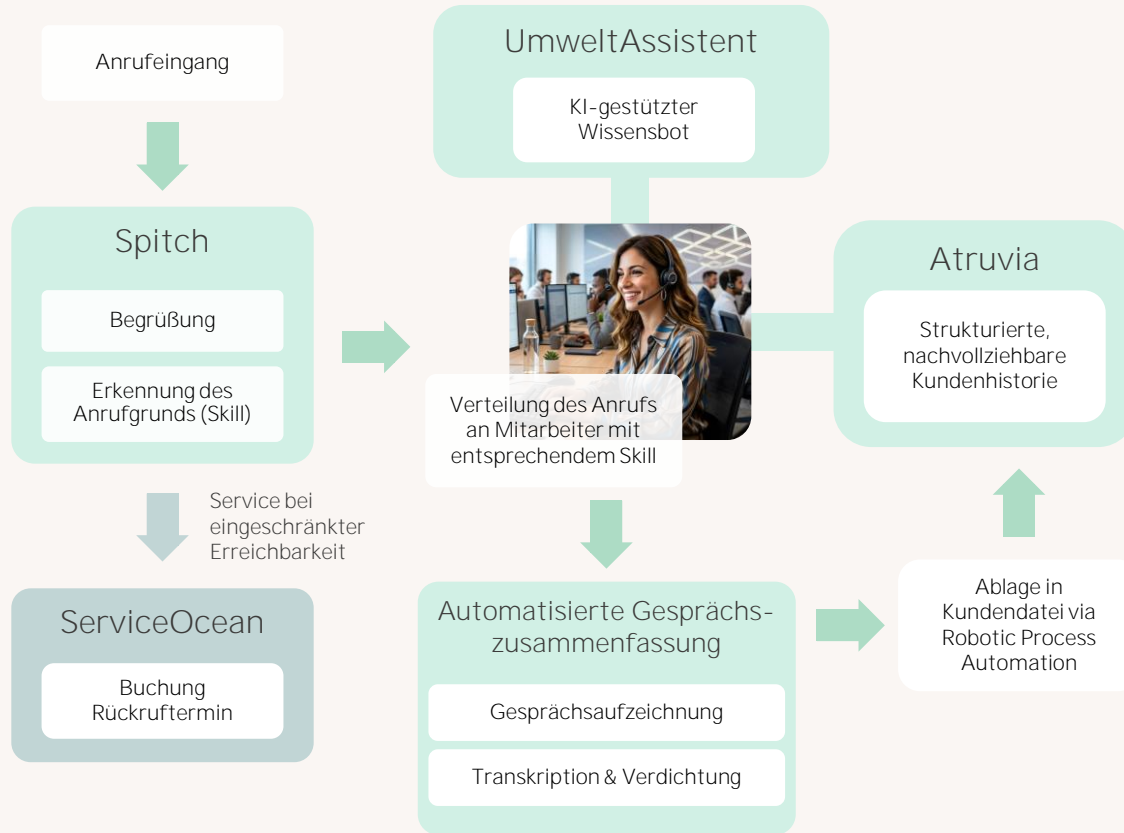 Anrufeingang
Spitch
Begrüßung
Erkennung des
Anrufgrunds (Skill)
Service bei
eingeschränkter
Erreichbarkeit
ServiceOcean
Buchung
Rückruftermin
UmweltAssistent
KI-gestützter
Wissensbot
Verteilung des Anrufs
an Mitarbeiter mit
entsprechendem Skill
Automatisierte Gesprächs-
zusammenfassung
Gesprächsaufzeichnung
Transkription & Verdichtung
Ablage in
Kundendatei via
Robotic Process
Automation
Atruvia
Strukturierte,
nachvollziehbare
Kundenhistorie